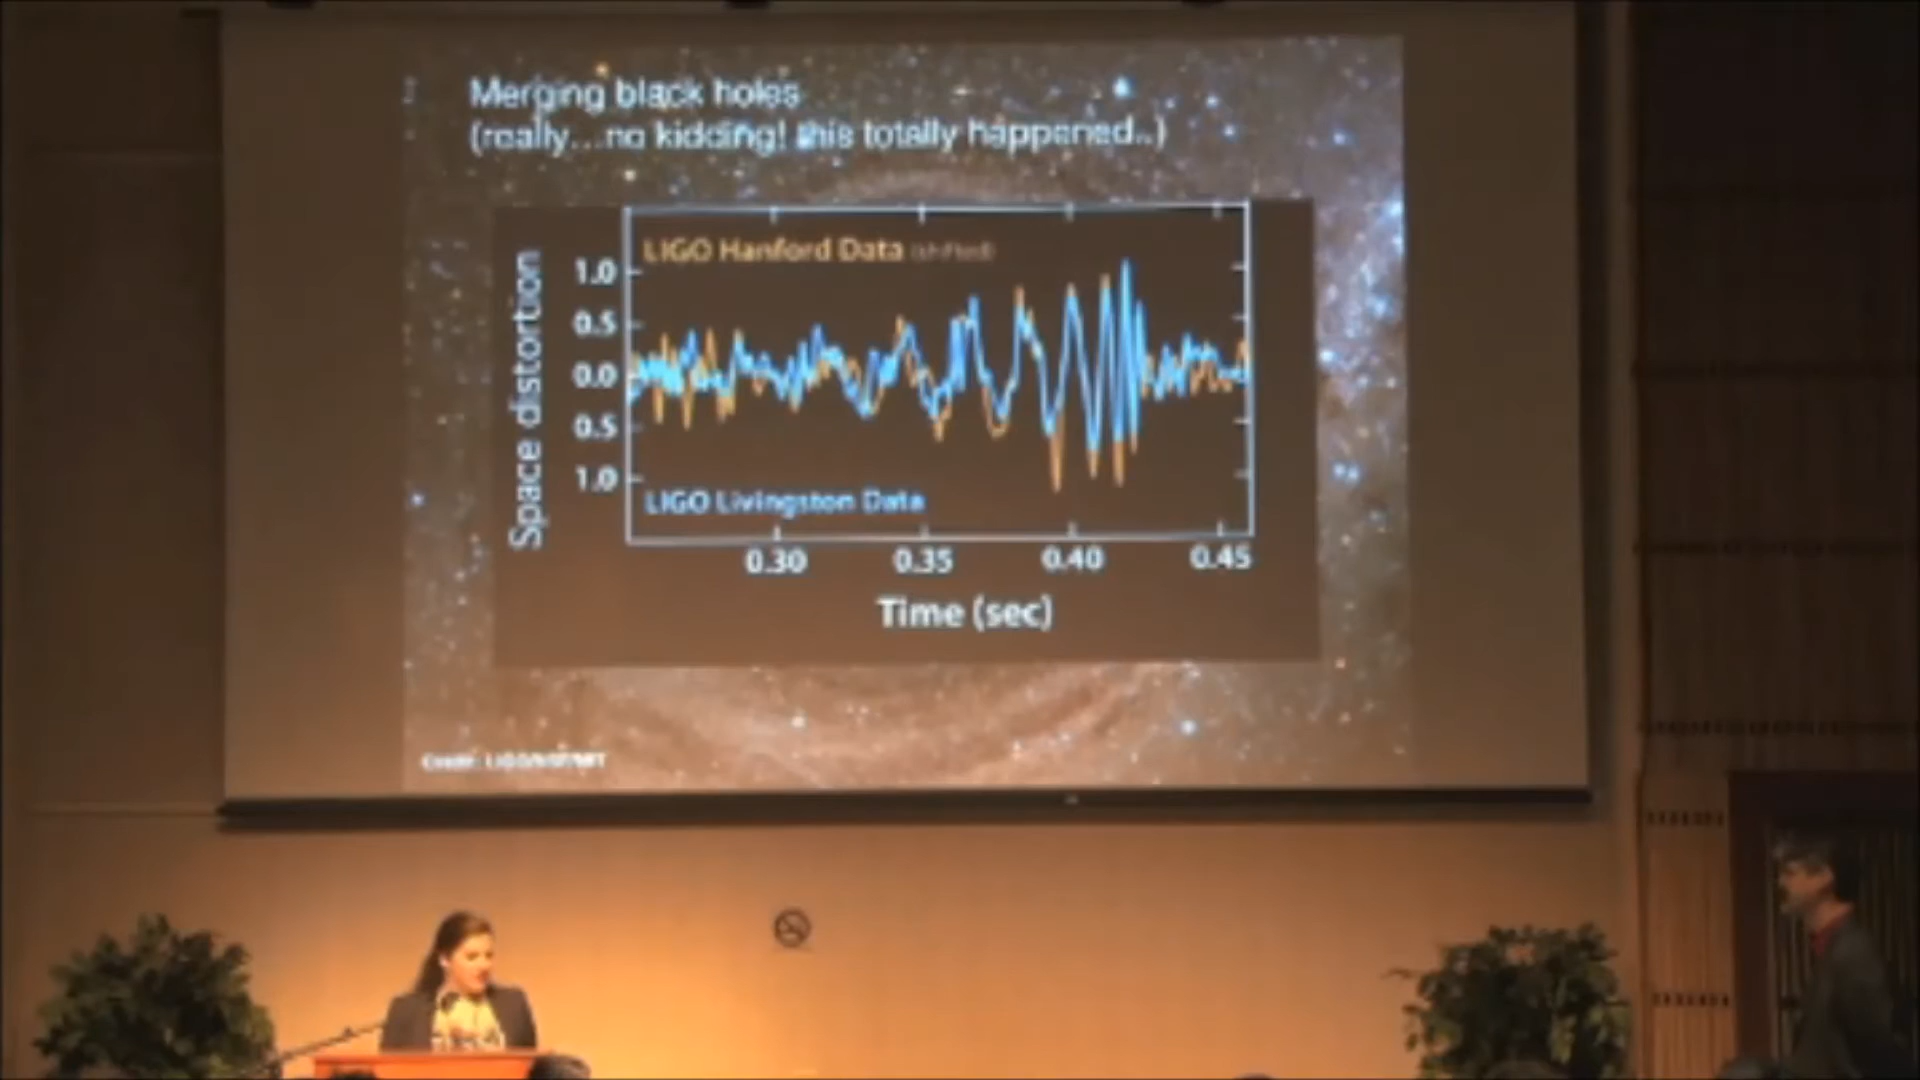 Merging black holes
(really...no kidding! this totally happened..)
LIGO Hanford Data (shifted)
1.0
0.5
0.0
0.5
1.0
Space distortion
LIGO Livingston Data
0.30 0.35 0.40 0.45
Time (sec)